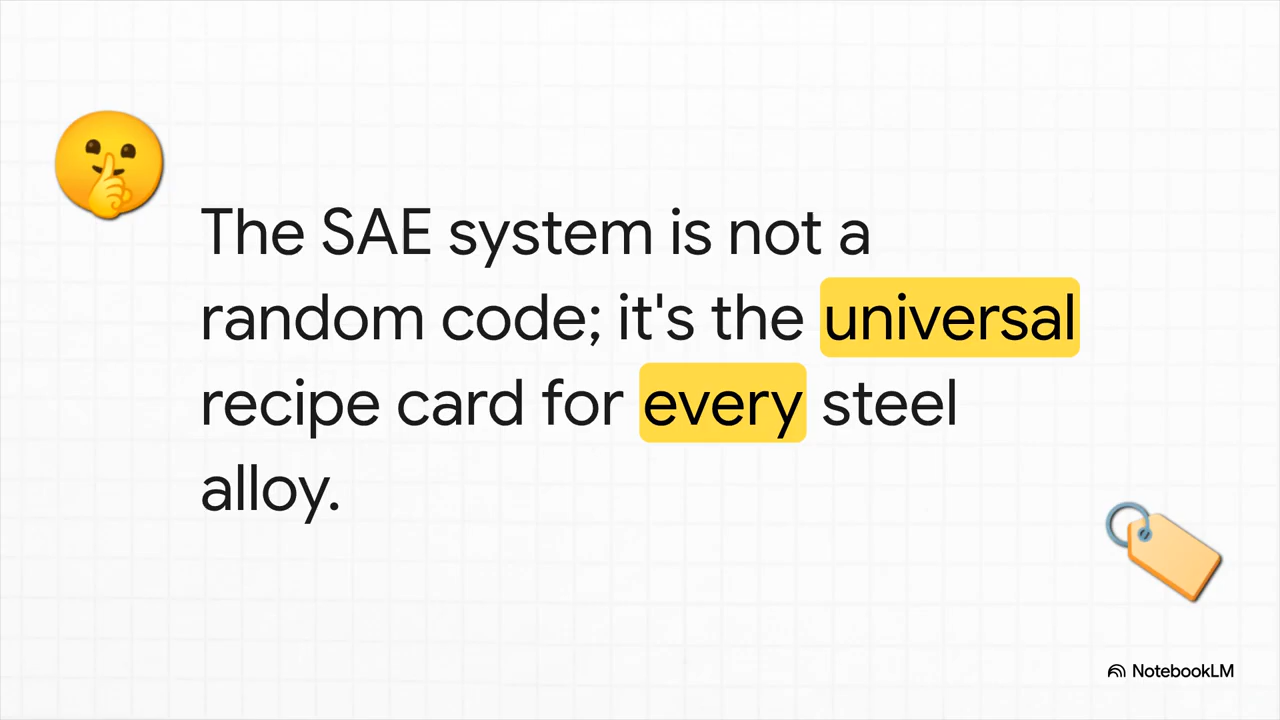 The SAE system is not a
random code; it's the universal
recipe card for every steel
alloy.
NotebookLM